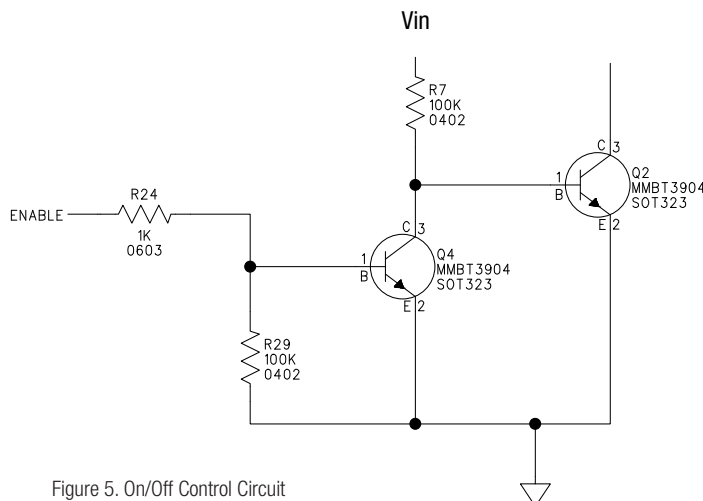 Vin
R7
100K
0402
C 3
1
B
Q2
MMBT3904
SOT323
E 2
R24
ENABLE
1K
0603
C 3
1
B
Q4
MMBT3904
SOT323
E 2
R29
100K
0402
Figure 5. On/Off Control Circuit